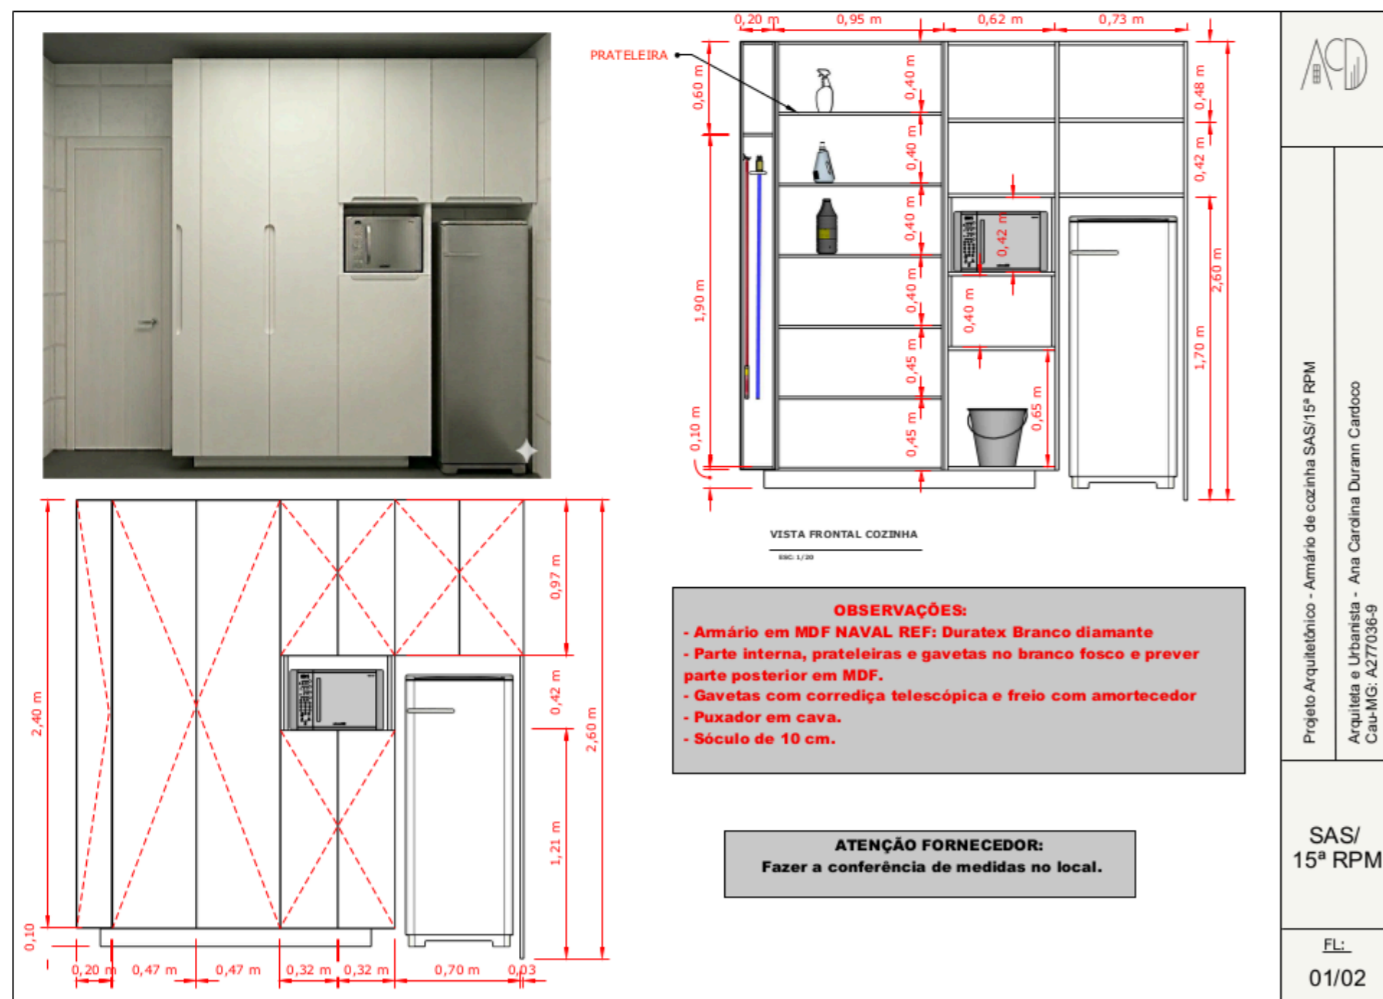 0,20 m
0,95 m
0,62 m
0,73 m
PRATELEIRA
0,60 m
0,40 m
0,48 m
0,40 m
0,42 m
0,40 m
0,42 m
1,90 m
0,40 m
0,40 m
2,60 m
0,45 m
1,70 m
0,65 m
0,10 m
0,45 m
VISTA FRONTAL COZINHA
ESC: 1/20
0,97 m
2,40 m
0,42 m
2,60 m
1,21 m
0,10
0,20 m
0,47 m
0,47 m
0,32 m
0,32 m
0,70 m
0,03
OBSERVAÇÕES:
- Armário em MDF NAVAL REF: Duratex Branco diamante
- Parte interna, prateleiras e gavetas no branco fosco e prever
parte posterior em MDF.
- Gavetas com corrediça telescópica e freio com amortecedor
- Puxador em cava.
- Sóculo de 10 cm.
ATENÇÃO FORNECEDOR:
Fazer a conferência de medidas no local.
ACD
Projeto Arquitetônico - Armário de cozinha SAS/15ª RPM
Arquiteta e Urbanista - Ana Carolina Durann Cardoco
Cau-MG: A277036-9
SAS/
15ª RPM
FL:
01/02